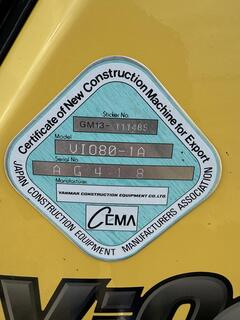 Certificate of New Construction Machine for Export
Sticker No.
GM13-111485
Model
VIO80-1A
Serial No.
AG418
Manufacturer
YANMAR CONSTRUCTION EQUIPMENT CO.,LTD.
CEMA
JAPAN CONSTRUCTION EQUIPMENT MANUFACTURERS ASSOCIATION